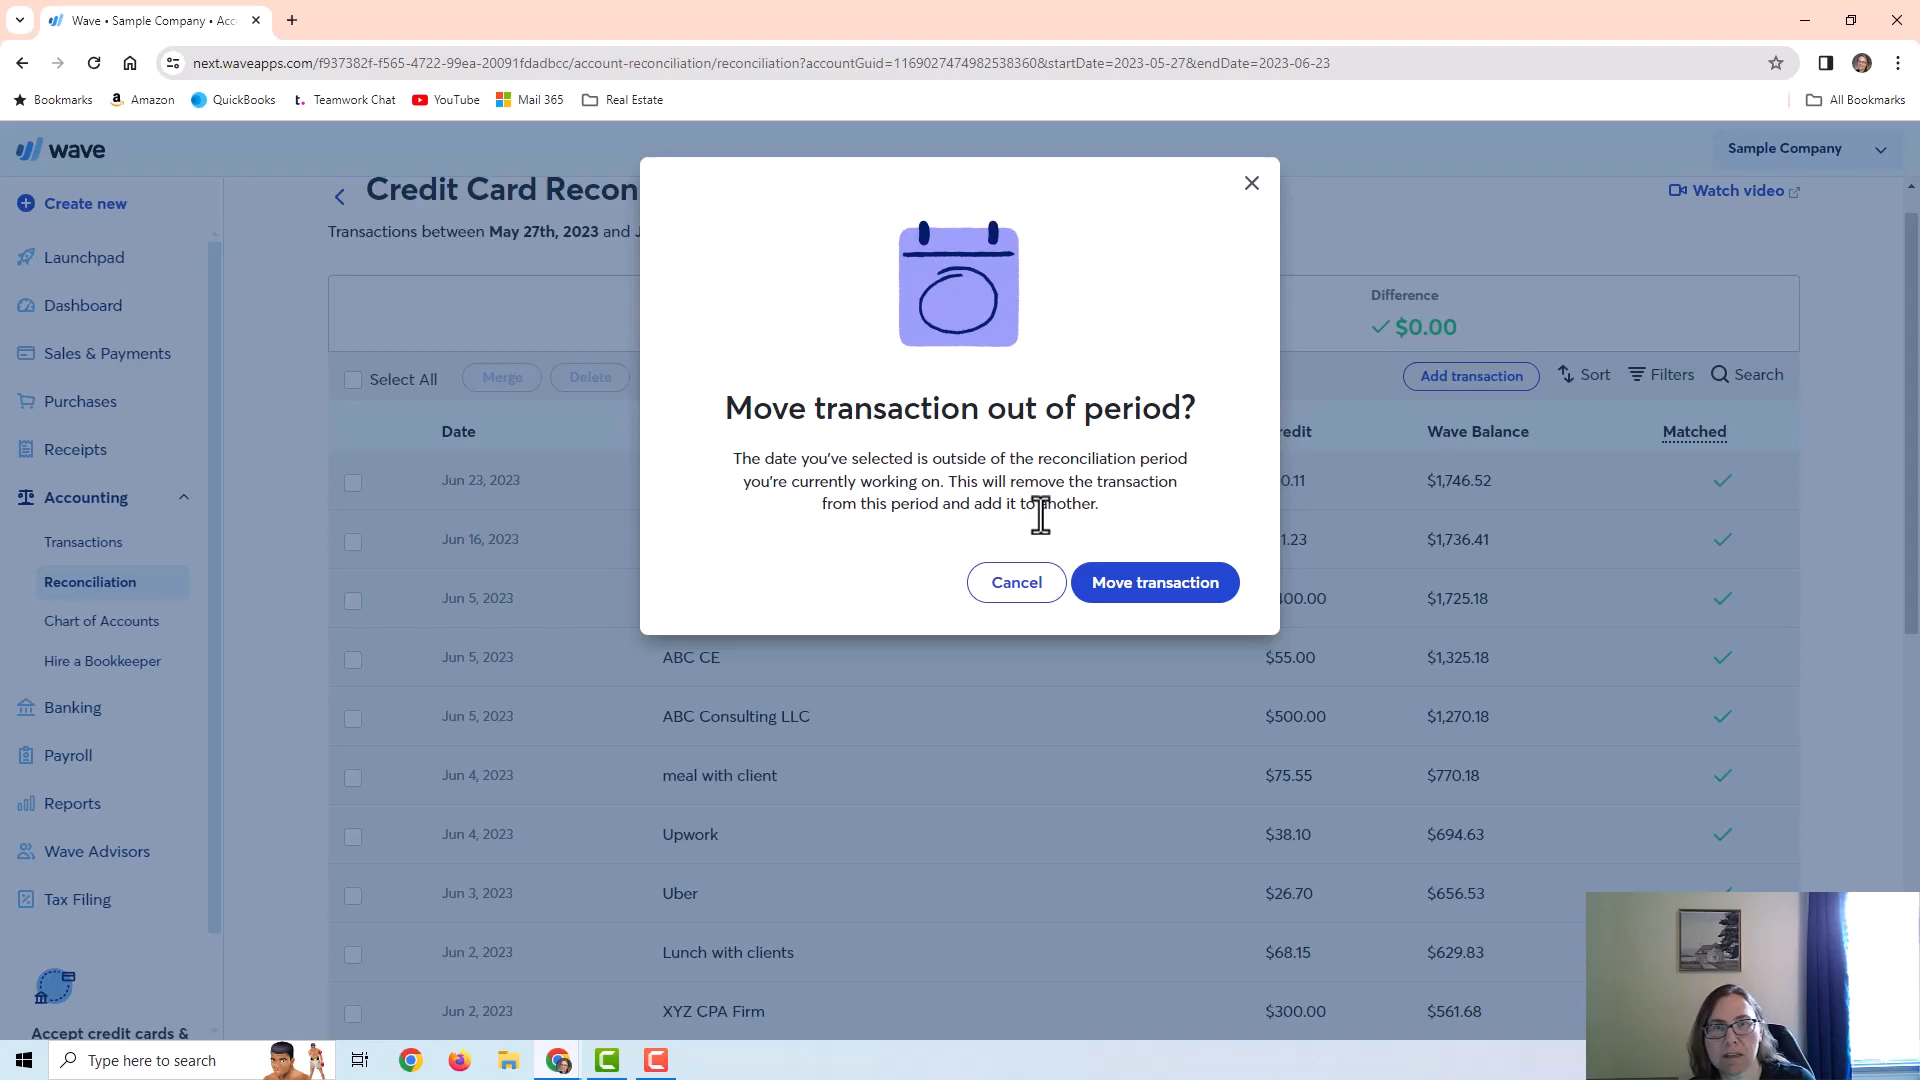 Wave • Sample Company • Acc
next.waveapps.com/f937382f-f565-4722-99ea-20091fdadbcc/account-reconciliation/reconciliation?accountGuid=1169027474982538360&startDate=2023-05-27&endDate=2023-06-23
Bookmarks Amazon QuickBooks Teamwork Chat YouTube Mail 365 Real Estate All Bookmarks
wave
Sample Company
Create new
Launchpad
Dashboard
Sales & Payments
Purchases
Receipts
Accounting
Transactions
Reconciliation
Chart of Accounts
Hire a Bookkeeper
Banking
Payroll
Reports
Wave Advisors
Tax Filing
Accept credit cards &
Credit Card Recon
Watch video
Transactions between May 27th, 2023 and J
Difference
$0.00
Select All Merge Delete Add transaction Sort Filters Search
Date redit Wave Balance Matched
Jun 23, 2023 0.11 $1,746.52
Jun 16, 2023 1.23 $1,736.41
Jun 5, 2023 400.00 $1,725.18
Jun 5, 2023 ABC CE $55.00 $1,325.18
Jun 5, 2023 ABC Consulting LLC $500.00 $1,270.18
Jun 4, 2023 meal with client $75.55 $770.18
Jun 4, 2023 Upwork $38.10 $694.63
Jun 3, 2023 Uber $26.70 $656.53
Jun 2, 2023 Lunch with clients $68.15 $629.83
Jun 2, 2023 XYZ CPA Firm $300.00 $561.68
Move transaction out of period?
The date you've selected is outside of the reconciliation period
you're currently working on. This will remove the transaction
from this period and add it to another.
Cancel Move transaction
Type here to search